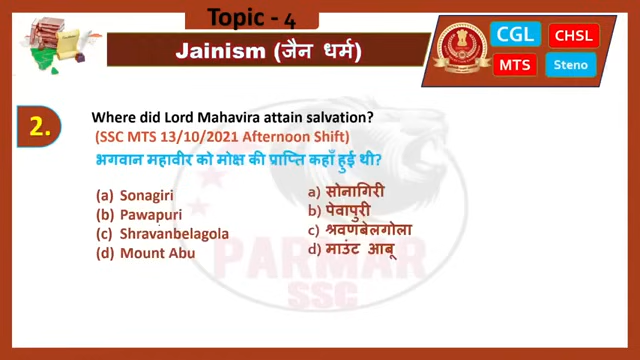 Topic - 4
Jainism (जैन धर्म)
CGL
CHSL
MTS
Steno
2.
Where did Lord Mahavira attain salvation?
(SSC MTS 13/10/2021 Afternoon Shift)
भगवान महावीर को मोक्ष की प्राप्ति कहाँ हुई थी?
(a) Sonagiri
(b) Pawapuri
(c) Shravanbelagola
(d) Mount Abu
a) सोनागिरी
b) पेवापुरी
c) श्रवणबेलगोला
d) माउंट आबू
PARMAR
SSC